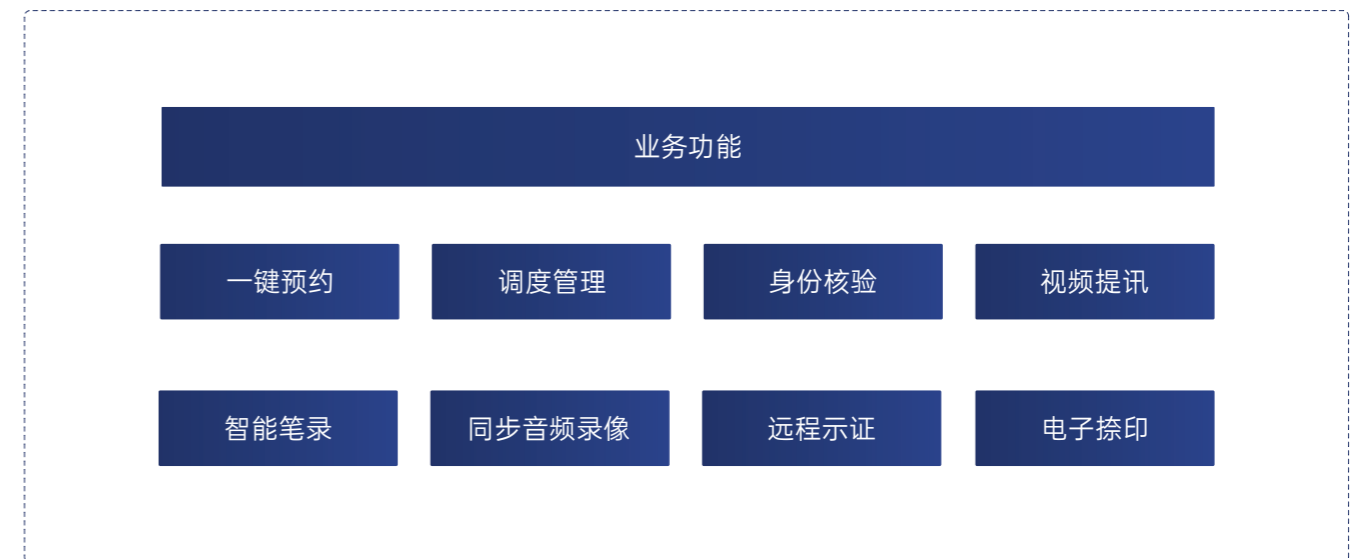 业务功能
一键预约 调度管理 身份核验 视频提讯
智能笔录 同步音频录像 远程示证 电子捺印